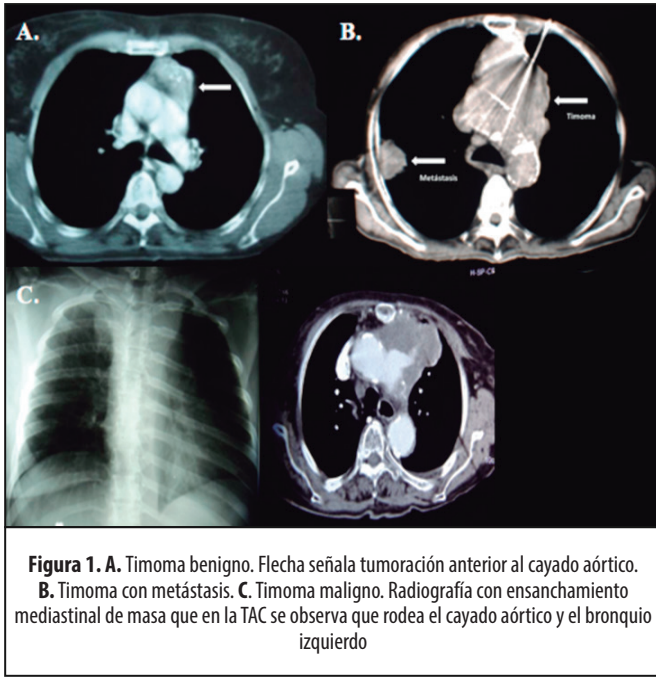 A.
B.
Timoma
Metástasis
H-BP-C8
C.
Figura 1. A. Timoma benigno. Flecha señala tumoración anterior al cayado aórtico.
B. Timoma con metástasis. C. Timoma maligno. Radiografía con ensanchamiento
mediastinal de masa que en la TAC se observa que rodea el cayado aórtico y el bronquio
izquierdo